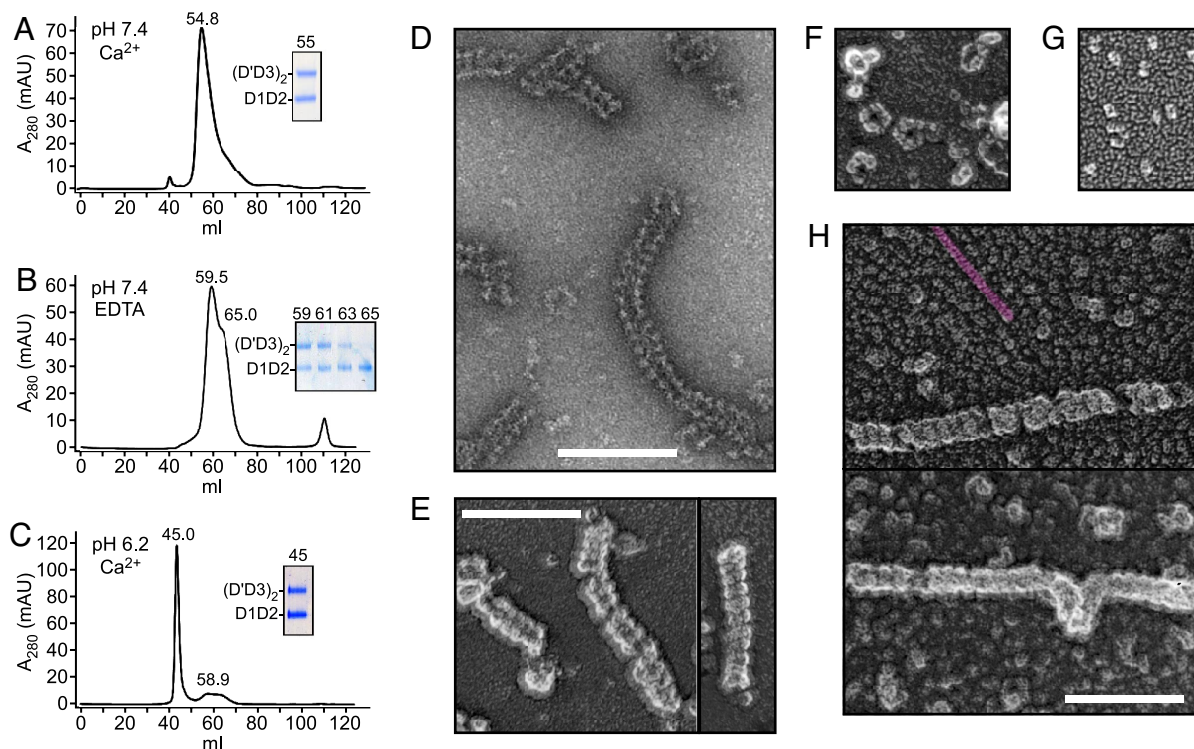 A
pH 7.4
Ca2+
54.8
55
(D'D3)2
D1D2
A280 (mAU)
70
60
50
40
30
20
10
0
0 20 40 60 80 100 120
ml
B
pH 7.4
EDTA
59.5
65.0
59 61 63 65
(D'D3)2
D1D2
A280 (mAU)
60
50
40
30
20
10
0
0 20 40 60 80 100 120
ml
C
pH 6.2
Ca2+
45.0
58.9
45
(D'D3)2
D1D2
A280 (mAU)
120
100
80
60
40
20
0
0 20 40 60 80 100 120
ml
D
E
F
G
H